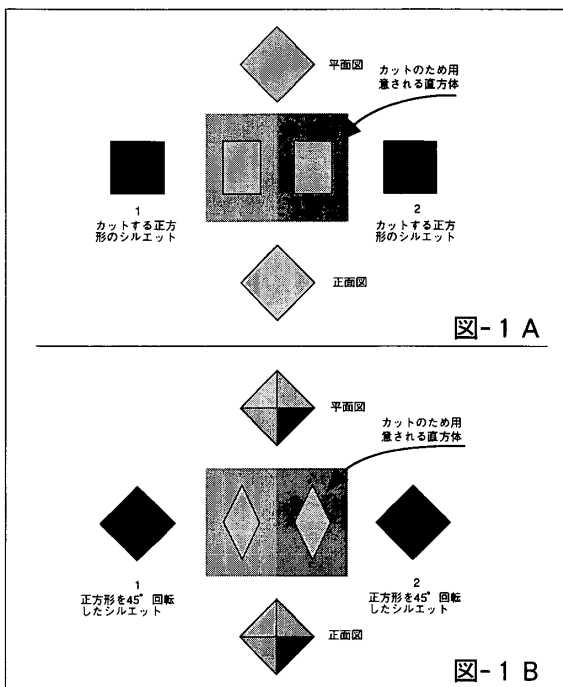 平面図
カットのため用
意される直方体
1
カットする正方
形のシルエット
2
カットする正方
形のシルエット
正面図
図-1 A
平面図
カットのため用
意される直方体
1
正方形を45°回転
したシルエット
2
正方形を45°回転
したシルエット
正面図
図-1 B